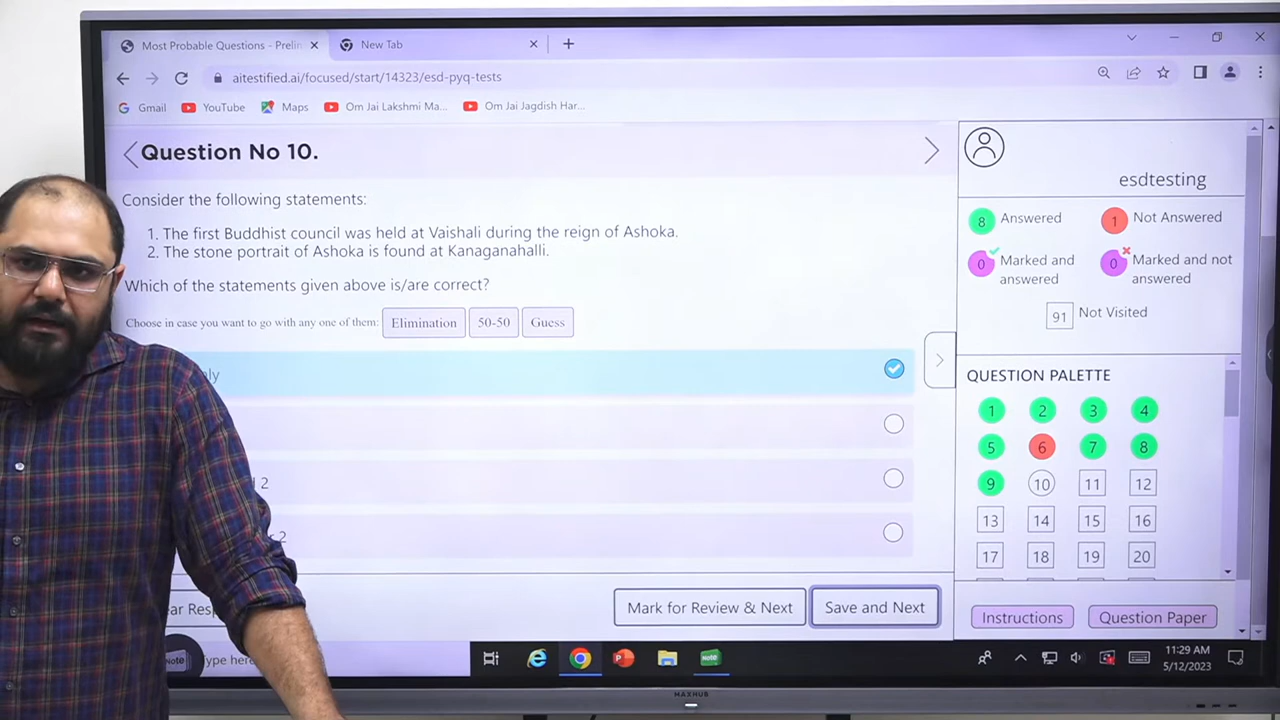 Most Probable Questions - Prelin
New Tab
aitestified.ai/focused/start/14323/esd-pyq-tests
Gmail
YouTube
Maps
Om Jai Lakshmi Ma...
Om Jai Jagdish Har...
Question No 10.
Consider the following statements:
1. The first Buddhist council was held at Vaishali during the reign of Ashoka.
2. The stone portrait of Ashoka is found at Kanaganahalli.
Which of the statements given above is/are correct?
Choose in case you want to go with any one of them: Elimination 50-50 Guess
2
2
Mark for Review & Next
Save and Next
esdtesting
8 Answered
1 Not Answered
0 Marked and answered
0 Marked and not answered
91 Not Visited
QUESTION PALETTE
1 2 3 4
5 6 7 8
9 10 11 12
13 14 15 16
17 18 19 20
Instructions
Question Paper
Note
ype here
Note
11:29 AM
5/12/2023
MAXHUB